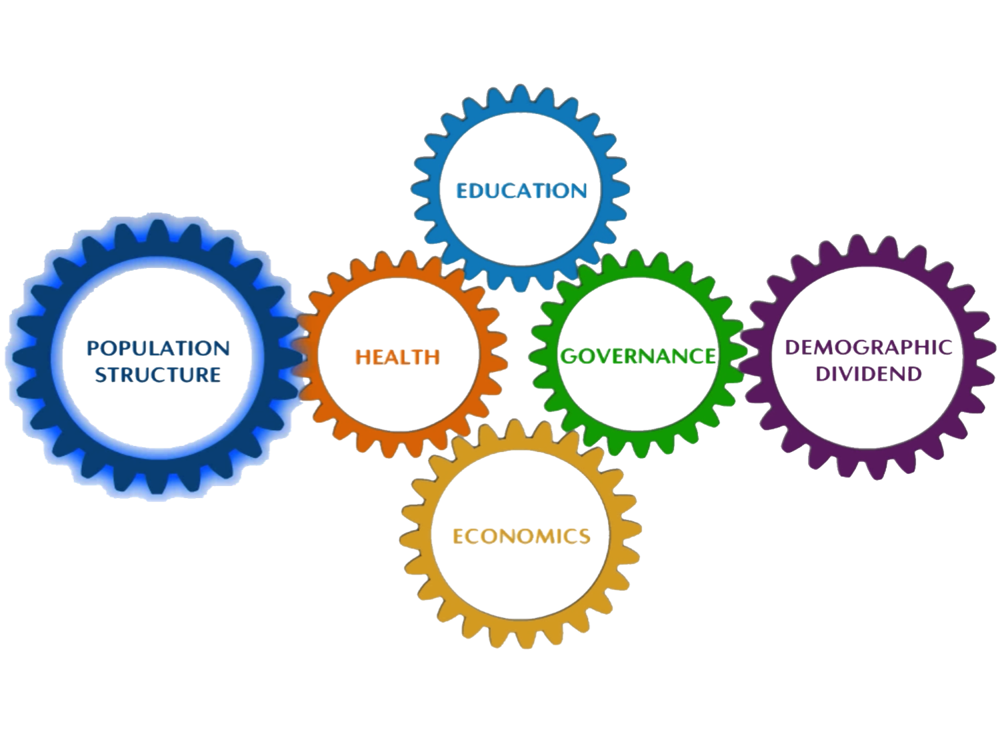 EDUCATION
POPULATION
STRUCTURE
HEALTH
GOVERNANCE
DEMOGRAPHIC
DIVIDEND
ECONOMICS